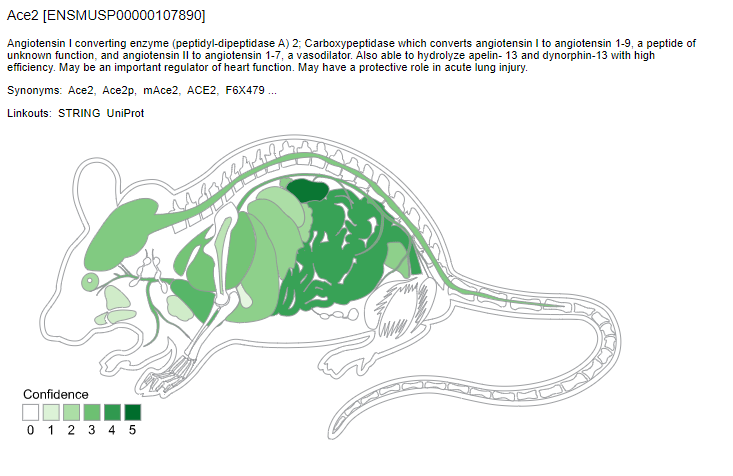 Ace2 [ENSMUSP00000107890]
Angiotensin I converting enzyme (peptidyl-dipeptidase A) 2; Carboxypeptidase which converts angiotensin I to angiotensin 1-9, a peptide of
unknown function, and angiotensin II to angiotensin 1-7, a vasodilator. Also able to hydrolyze apelin- 13 and dynorphin-13 with high
efficiency. May be an important regulator of heart function. May have a protective role in acute lung injury.
Synonyms: Ace2, Ace2p, mAce2, ACE2, F6X479 ...
Linkouts: STRING UniProt
Confidence
0 1 2 3 4 5